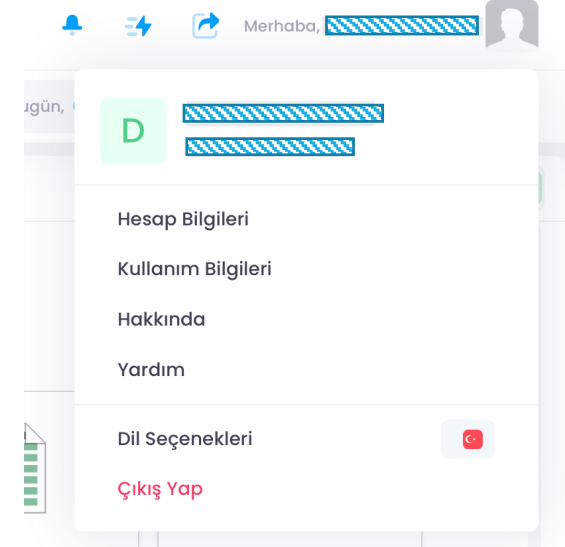 Merhaba,
ugün,
D
Hesap Bilgileri
Kullanım Bilgileri
Hakkında
Yardım
Dil Seçenekleri
Çıkış Yap